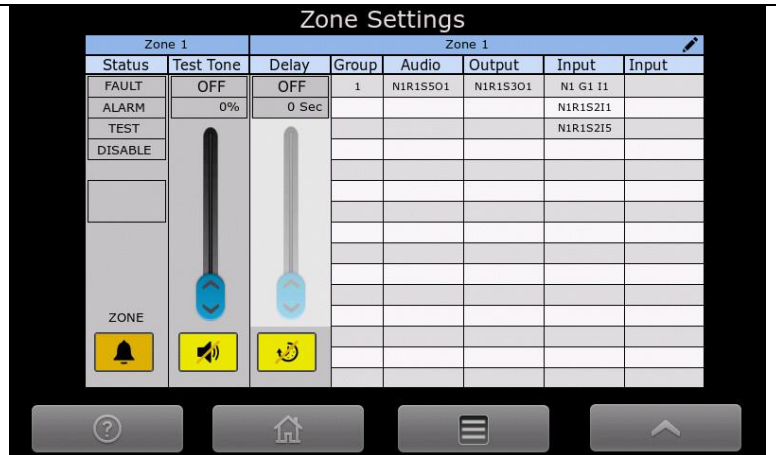 Zone Settings
Zone 1 Zone 1
Status Test Tone Delay Group Audio Output Input Input
FAULT OFF OFF 1 N1R1S5O1 N1R1S3O1 N1 G1 I1
ALARM 0% 0 Sec N1R1S2I1
TEST N1R1S2I5
DISABLE
ZONE